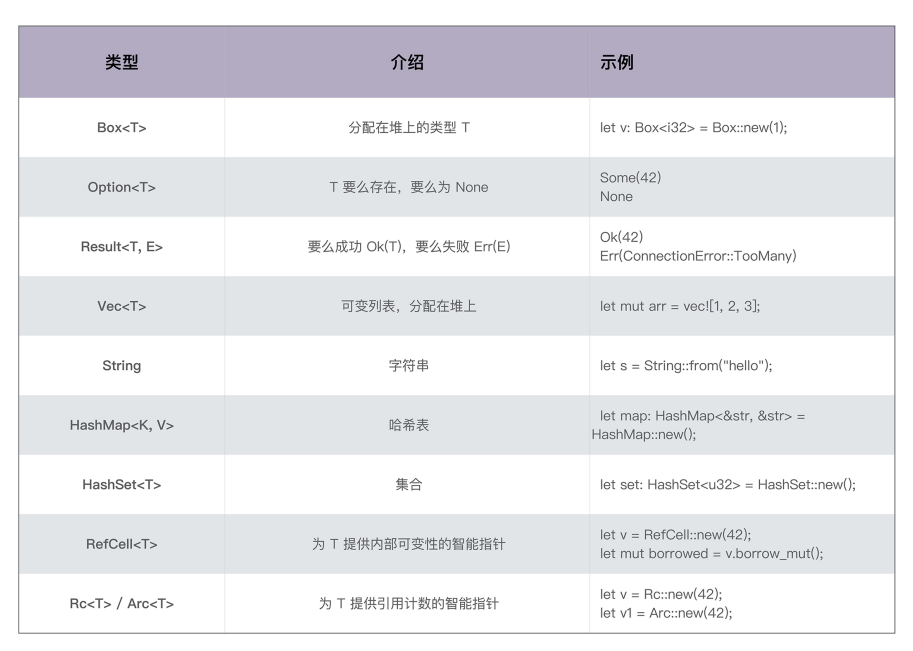 类型 介绍 示例
Box<T> 分配在堆上的类型 T let v: Box<i32> = Box::new(1);
Option<T> T 要么存在，要么为 None Some(42)
None
Result<T, E> 要么成功 Ok(T)，要么失败 Err(E) Ok(42)
Err(ConnectionError::TooMany)
Vec<T> 可变列表，分配在堆上 let mut arr = vec![1, 2, 3];
String 字符串 let s = String::from("hello");
HashMap<K, V> 哈希表 let map: HashMap<&str, &str> =
HashMap::new();
HashSet<T> 集合 let set: HashSet<u32> = HashSet::new();
RefCell<T> 为 T 提供内部可变性的智能指针 let v = RefCell::new(42);
let mut borrowed = v.borrow_mut();
Rc<T> / Arc<T> 为 T 提供引用计数的智能指针 let v = Rc::new(42);
let v1 = Arc::new(42);